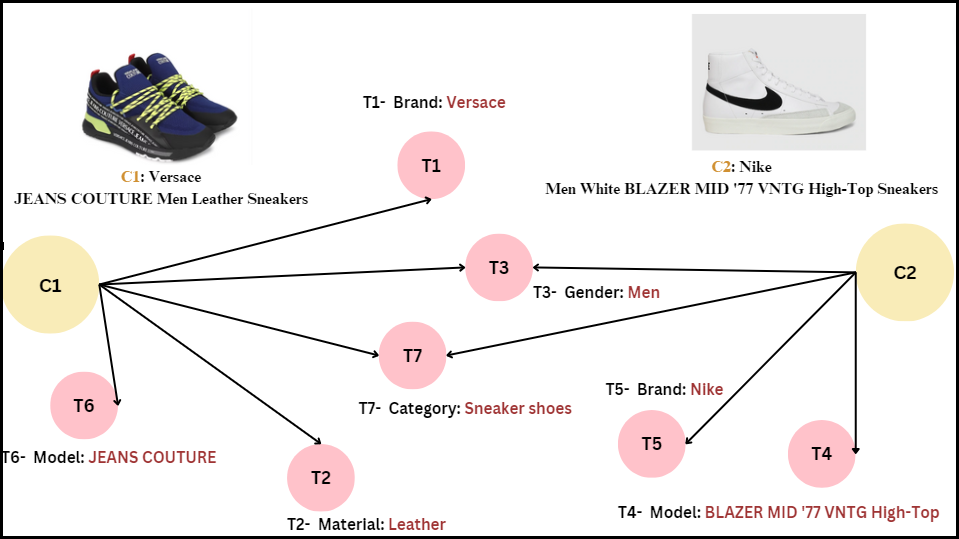 T1- Brand: Versace
C1: Versace
JEANS COUTURE Men Leather Sneakers
C2: Nike
Men White BLAZER MID '77 VNTG High-Top Sneakers
T1
C1
T3
C2
T3- Gender: Men
T7
T7- Category: Sneaker shoes
T5- Brand: Nike
T6
T5
T4
T6- Model: JEANS COUTURE
T2
T2- Material: Leather
T4- Model: BLAZER MID '77 VNTG High-Top